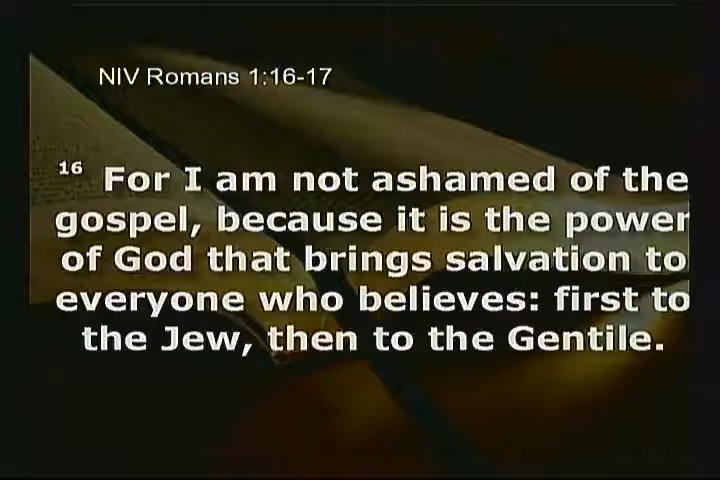 NIV Romans 1:16-17
16 For I am not ashamed of the
gospel, because it is the power
of God that brings salvation to
everyone who believes: first to
the Jew, then to the Gentile.